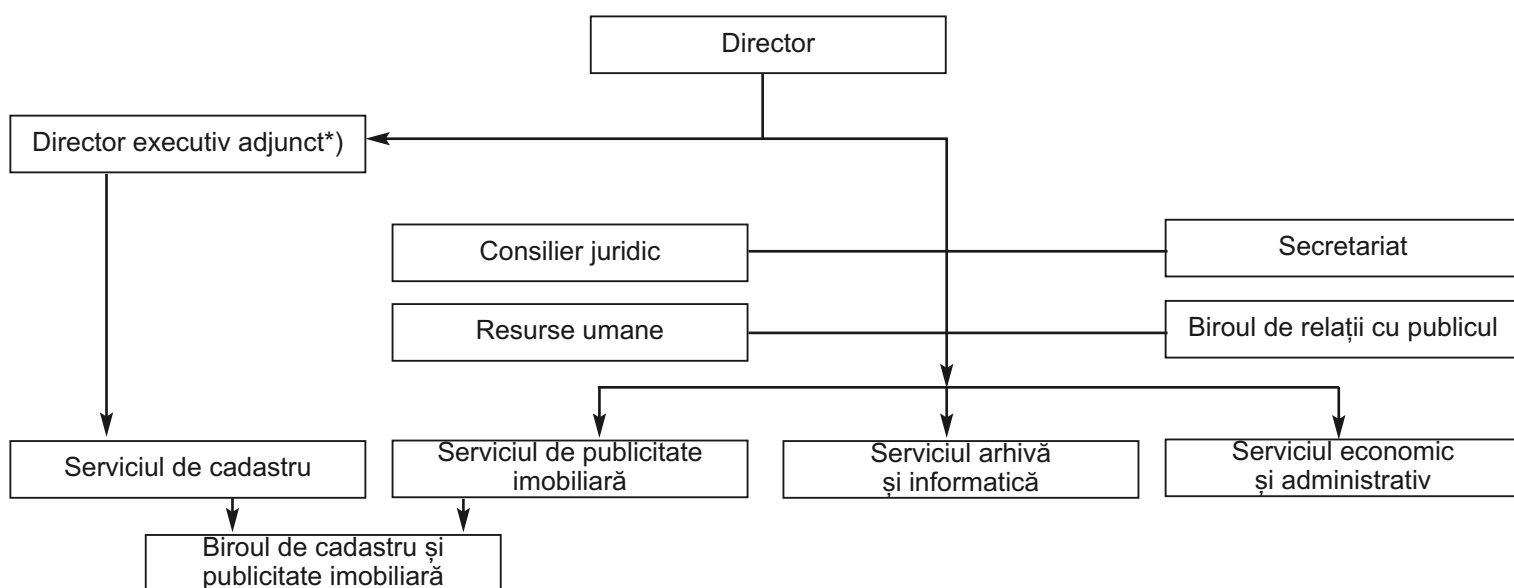 Director
Director executiv adjunct*)
Consilier juridic
Secretariat
Resurse umane
Biroul de relații cu publicul
Serviciul de cadastru
Serviciul de publicitate
imobiliară
Serviciul arhivă
și informatică
Serviciul economic
și administrativ
Biroul de cadastru și
publicitate imobiliară